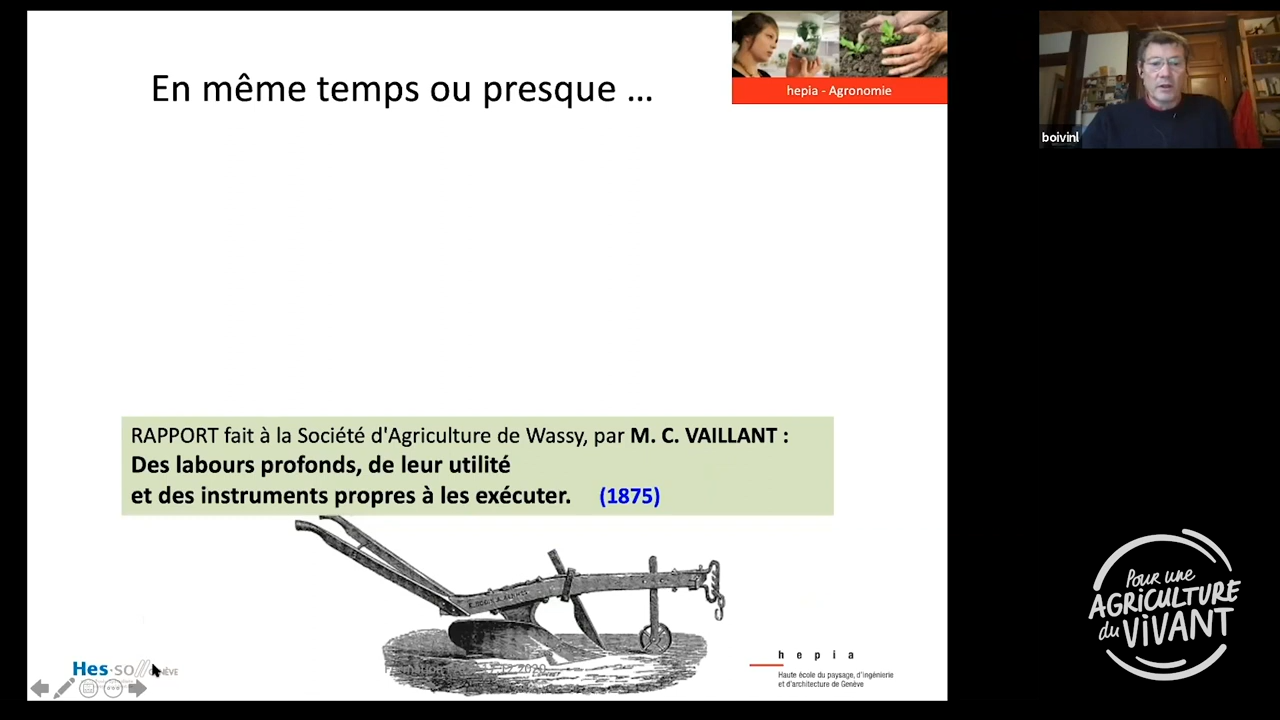 En même temps ou presque ...
hepia - Agronomie
boivinl
RAPPORT fait à la Société d'Agriculture de Wassy, par M. C. VAILLANT :
Des labours profonds, de leur utilité
et des instruments propres à les exécuter. (1875)
Hes·so
hepia
Haute école du paysage, d'ingénierie
et d'architecture de Genève
Pour une
AGRiCULTURE
du ViVANT